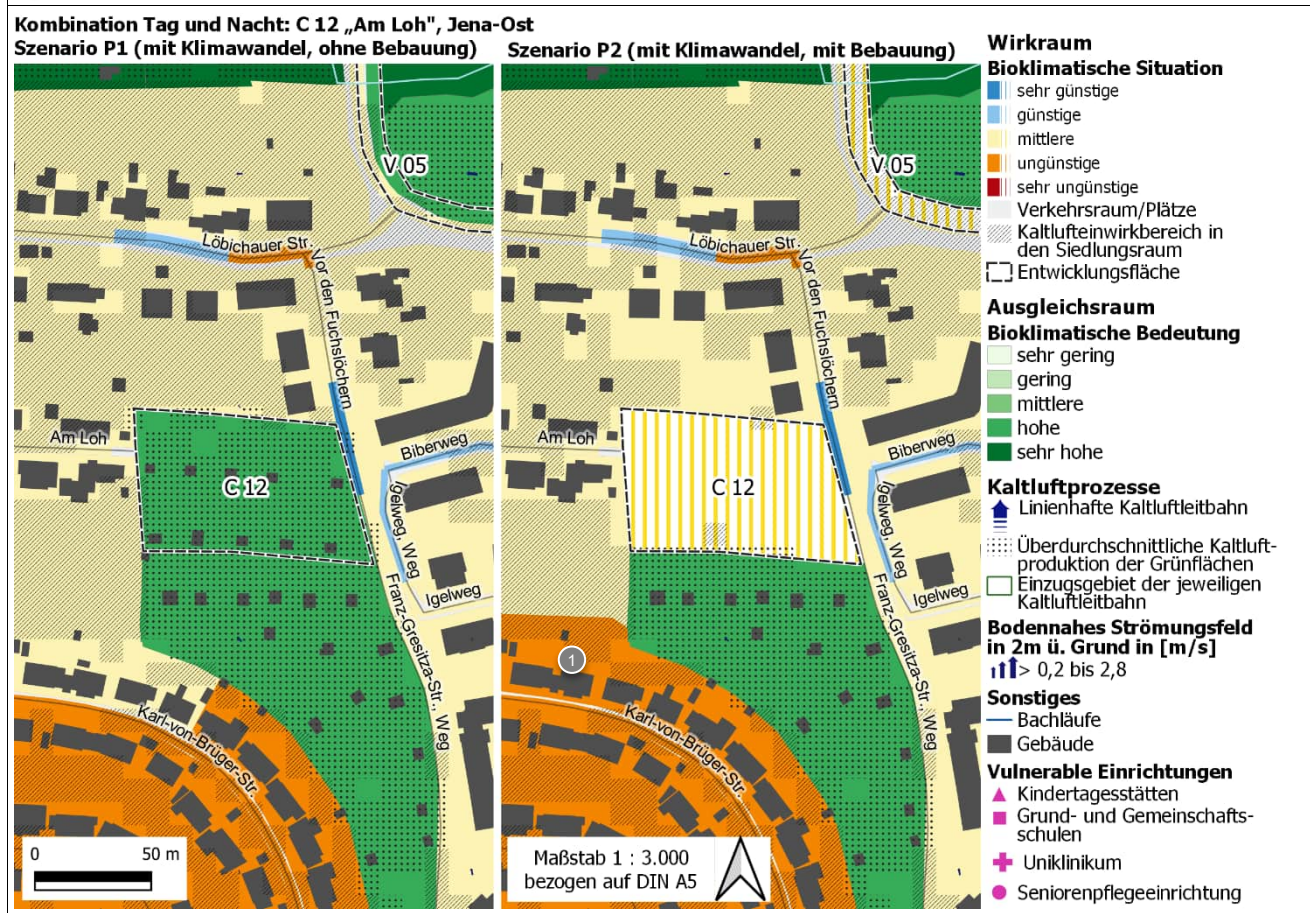 Kombination Tag und Nacht: C 12 „Am Loh", Jena-Ost
Szenario P1 (mit Klimawandel, ohne Bebauung)
Szenario P2 (mit Klimawandel, mit Bebauung)
V 05
Löbichauer Str.
Vor den Fuchslöchern
Am Loh
C 12
Biberweg
Igelweg, Weg
Igelweg
Franz-Gresitza-Str., Weg
Karl-von-Brüger-Str.
0 50 m
V 05
Löbichauer Str.
Vor den Fuchslöchern
Am Loh
C 12
Biberweg
Igelweg, Weg
Igelweg
1
Franz-Gresitza-Str., Weg
Karl-von-Brüger-Str.
Maßstab 1 : 3.000
bezogen auf DIN A5
Wirkraum
Bioklimatische Situation
sehr günstige
günstige
mittlere
ungünstige
sehr ungünstige
Verkehrsraum/Plätze
Kaltlufteinwirkbereich in
den Siedlungsraum
Entwicklungsfläche
Ausgleichsraum
Bioklimatische Bedeutung
sehr gering
gering
mittlere
hohe
sehr hohe
Kaltluftprozesse
Linienhafte Kaltluftleitbahn
Überdurchschnittliche Kaltluft-
produktion der Grünflächen
Einzugsgebiet der jeweiligen
Kaltluftleitbahn
Bodennahes Strömungsfeld
in 2m ü. Grund in [m/s]
> 0,2 bis 2,8
Sonstiges
Bachläufe
Gebäude
Vulnerable Einrichtungen
Kindertagesstätten
Grund- und Gemeinschafts-
schulen
Uniklinikum
Seniorenpflegeeinrichtung